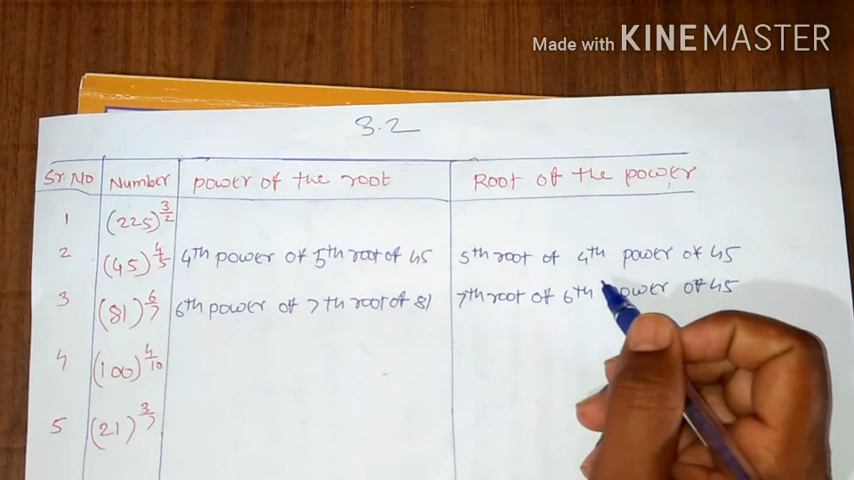 Made with KINEMASTER
3.2
Sr. No Number Power of the root Root of the power
1 (225)^3/2
2 (45)^4/5 4th power of 5th root of 45 5th root of 4th power of 45
3 (81)^6/7 6th power of 7th root of 81 7th root of 6th power of 45
4 (100)^4/10
5 (21)^3/7